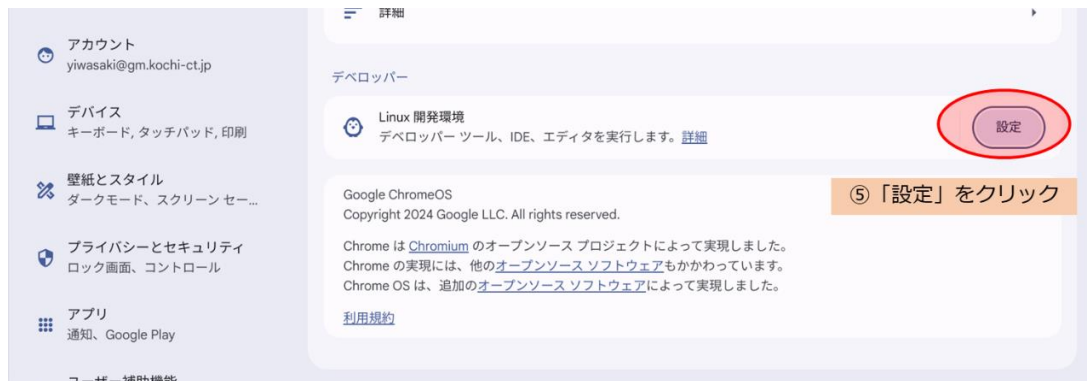 詳細
アカウント
yiwasaki@gm.kochi-ct.jp
デベロッパー
デバイス
キーボード, タッチパッド, 印刷
Linux 開発環境
デベロッパー ツール、IDE、エディタを実行します。詳細
設定
壁紙とスタイル
ダークモード、スクリーン セー...
Google ChromeOS
Copyright 2024 Google LLC. All rights reserved.
⑤「設定」をクリック
プライバシーとセキュリティ
ロック画面、コントロール
Chrome は Chromium のオープンソース プロジェクトによって実現しました。
Chrome の実現には、他のオープンソース ソフトウェアもかかわっています。
Chrome OS は、追加のオープンソース ソフトウェアによって実現しました。
アプリ
通知、Google Play
利用規約
ユーザー補助機能